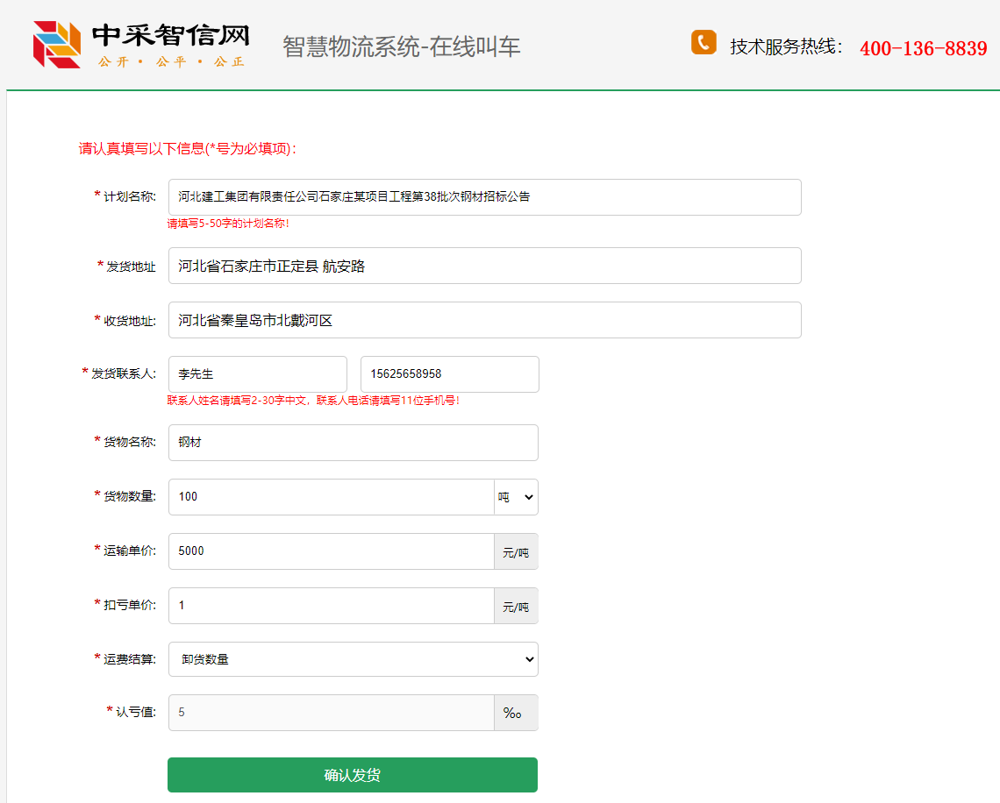 中采智信网
公开·公平·公正
智慧物流系统-在线叫车
技术服务热线： 400-136-8839
请认真填写以下信息(*号为必填项)：
* 计划名称: 河北建工集团有限责任公司石家庄某项目工程第38批次钢材招标公告
请填写5-50字的计划名称！
* 发货地址 河北省石家庄市正定县 航安路
* 收货地址: 河北省秦皇岛市北戴河区
* 发货联系人: 李先生 15625658958
联系人姓名请填写2-30字中文，联系人电话请填写11位手机号！
* 货物名称: 钢材
* 货物数量: 100 吨
* 运输单价: 5000 元/吨
* 扣亏单价: 1 元/吨
* 运费结算: 卸货数量
* 认亏值: 5 ‰
确认发货